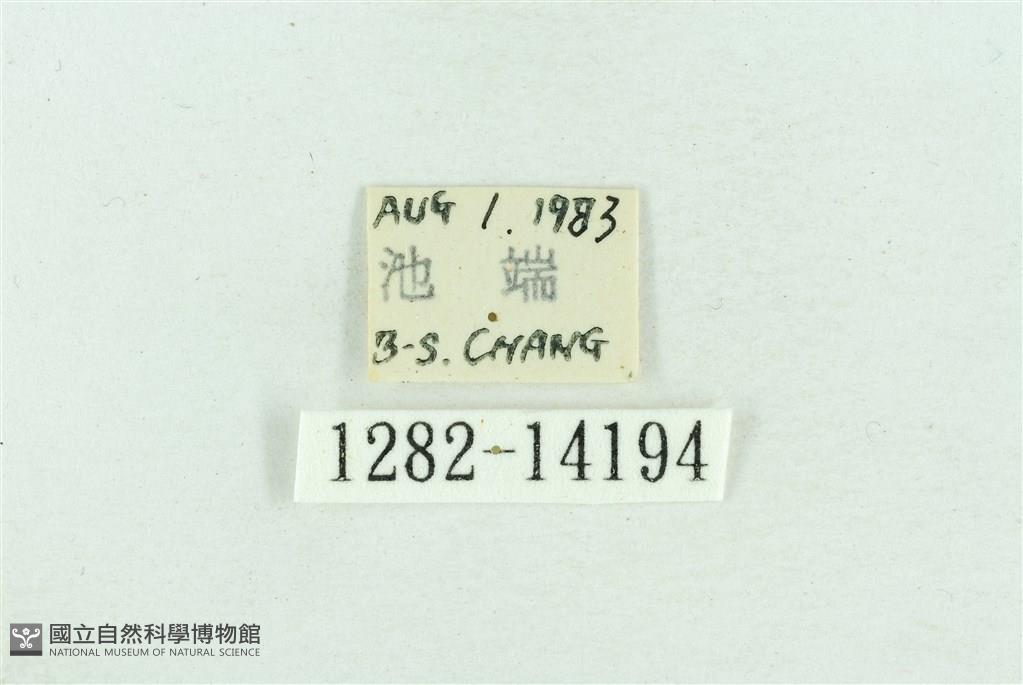 AUG 1. 1983
池 端
B-S. CHANG
1282-14194
國立自然科學博物館
NATIONAL MUSEUM OF NATURAL SCIENCE